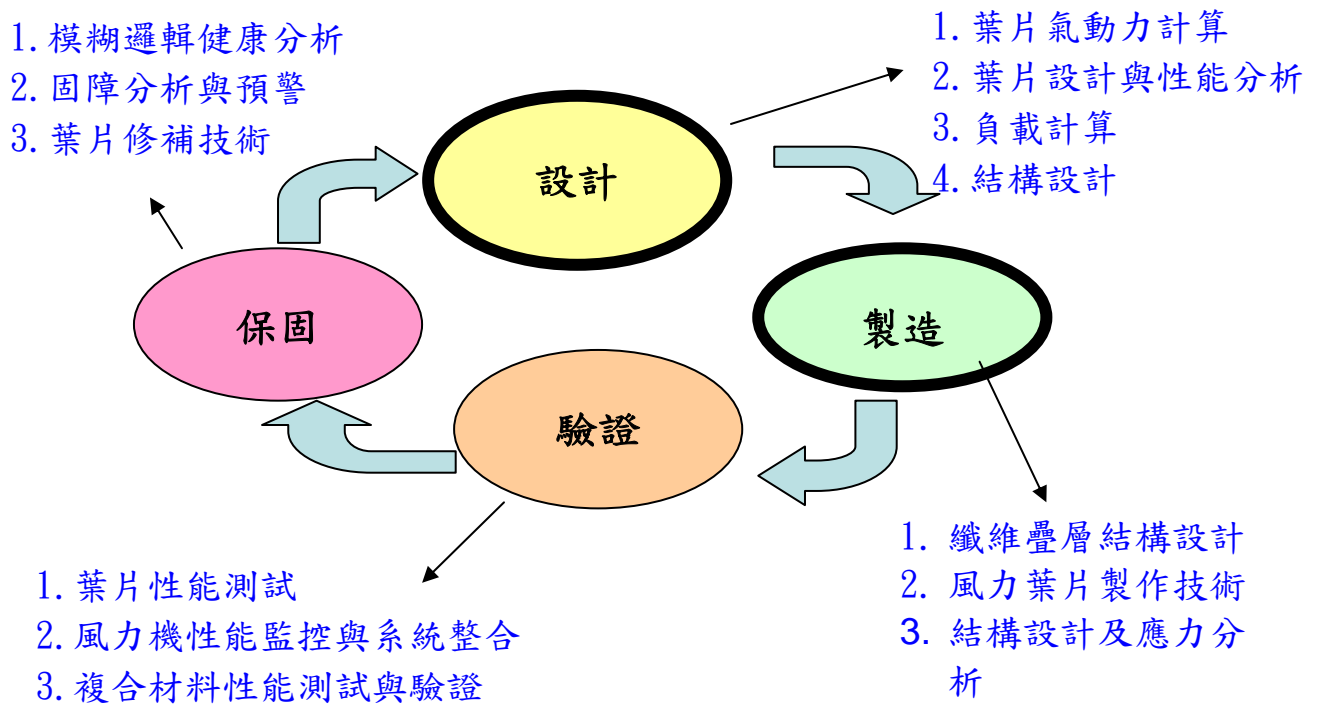 1.模糊邏輯健康分析
2.固障分析與預警
3.葉片修補技術
1.葉片氣動力計算
2.葉片設計與性能分析
3.負載計算
4.結構設計
設計
保固
製造
驗證
1.葉片性能測試
2.風力機性能監控與系統整合
3.複合材料性能測試與驗證
1. 纖維疊層結構設計
2. 風力葉片製作技術
3. 結構設計及應力分
析